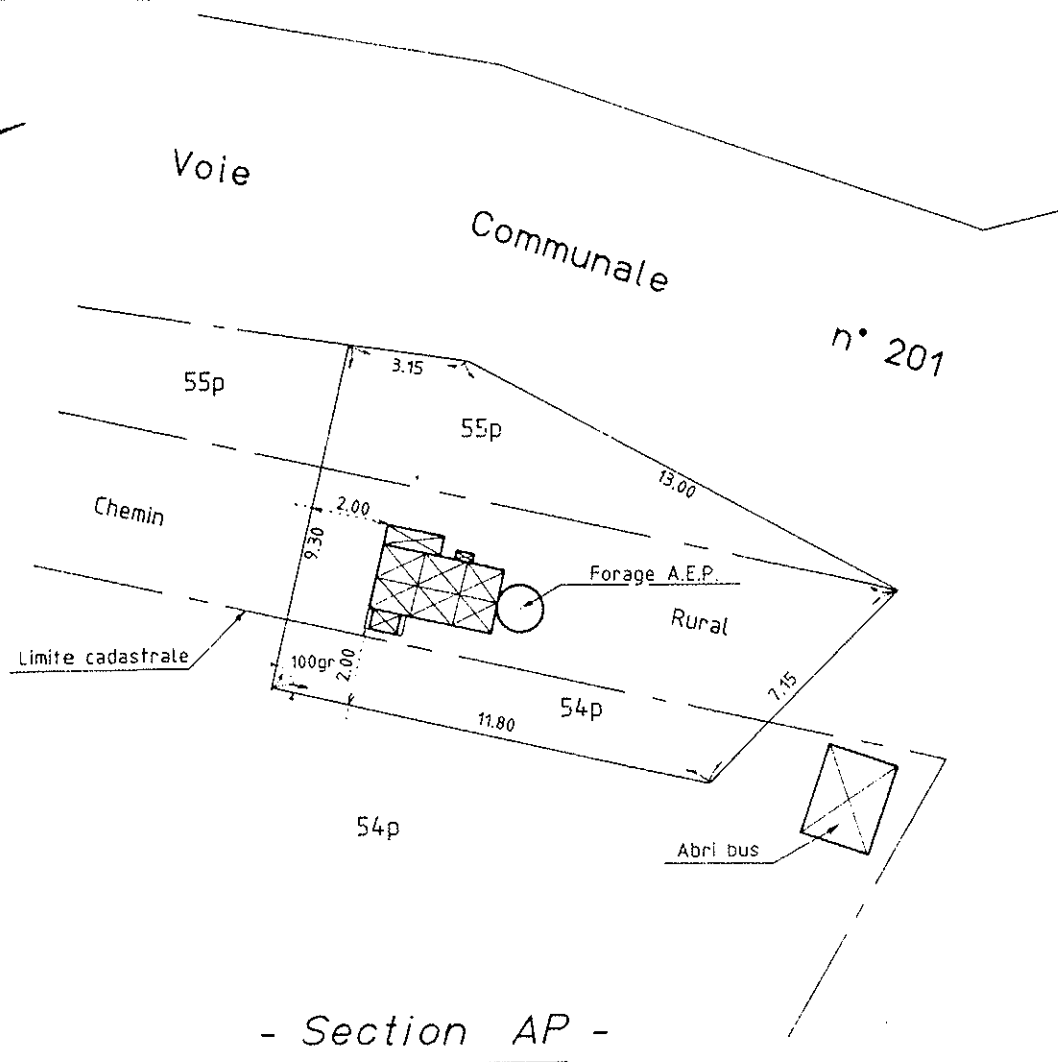 Voie
Communale
n° 201
3.15
55p
55p
13.00
Chemin
2.00
9.30
Forage A.E.P.
Rural
Limite cadastrale
100gr
2.00
7.15
54p
11.80
54p
Abri bus
- Section AP -